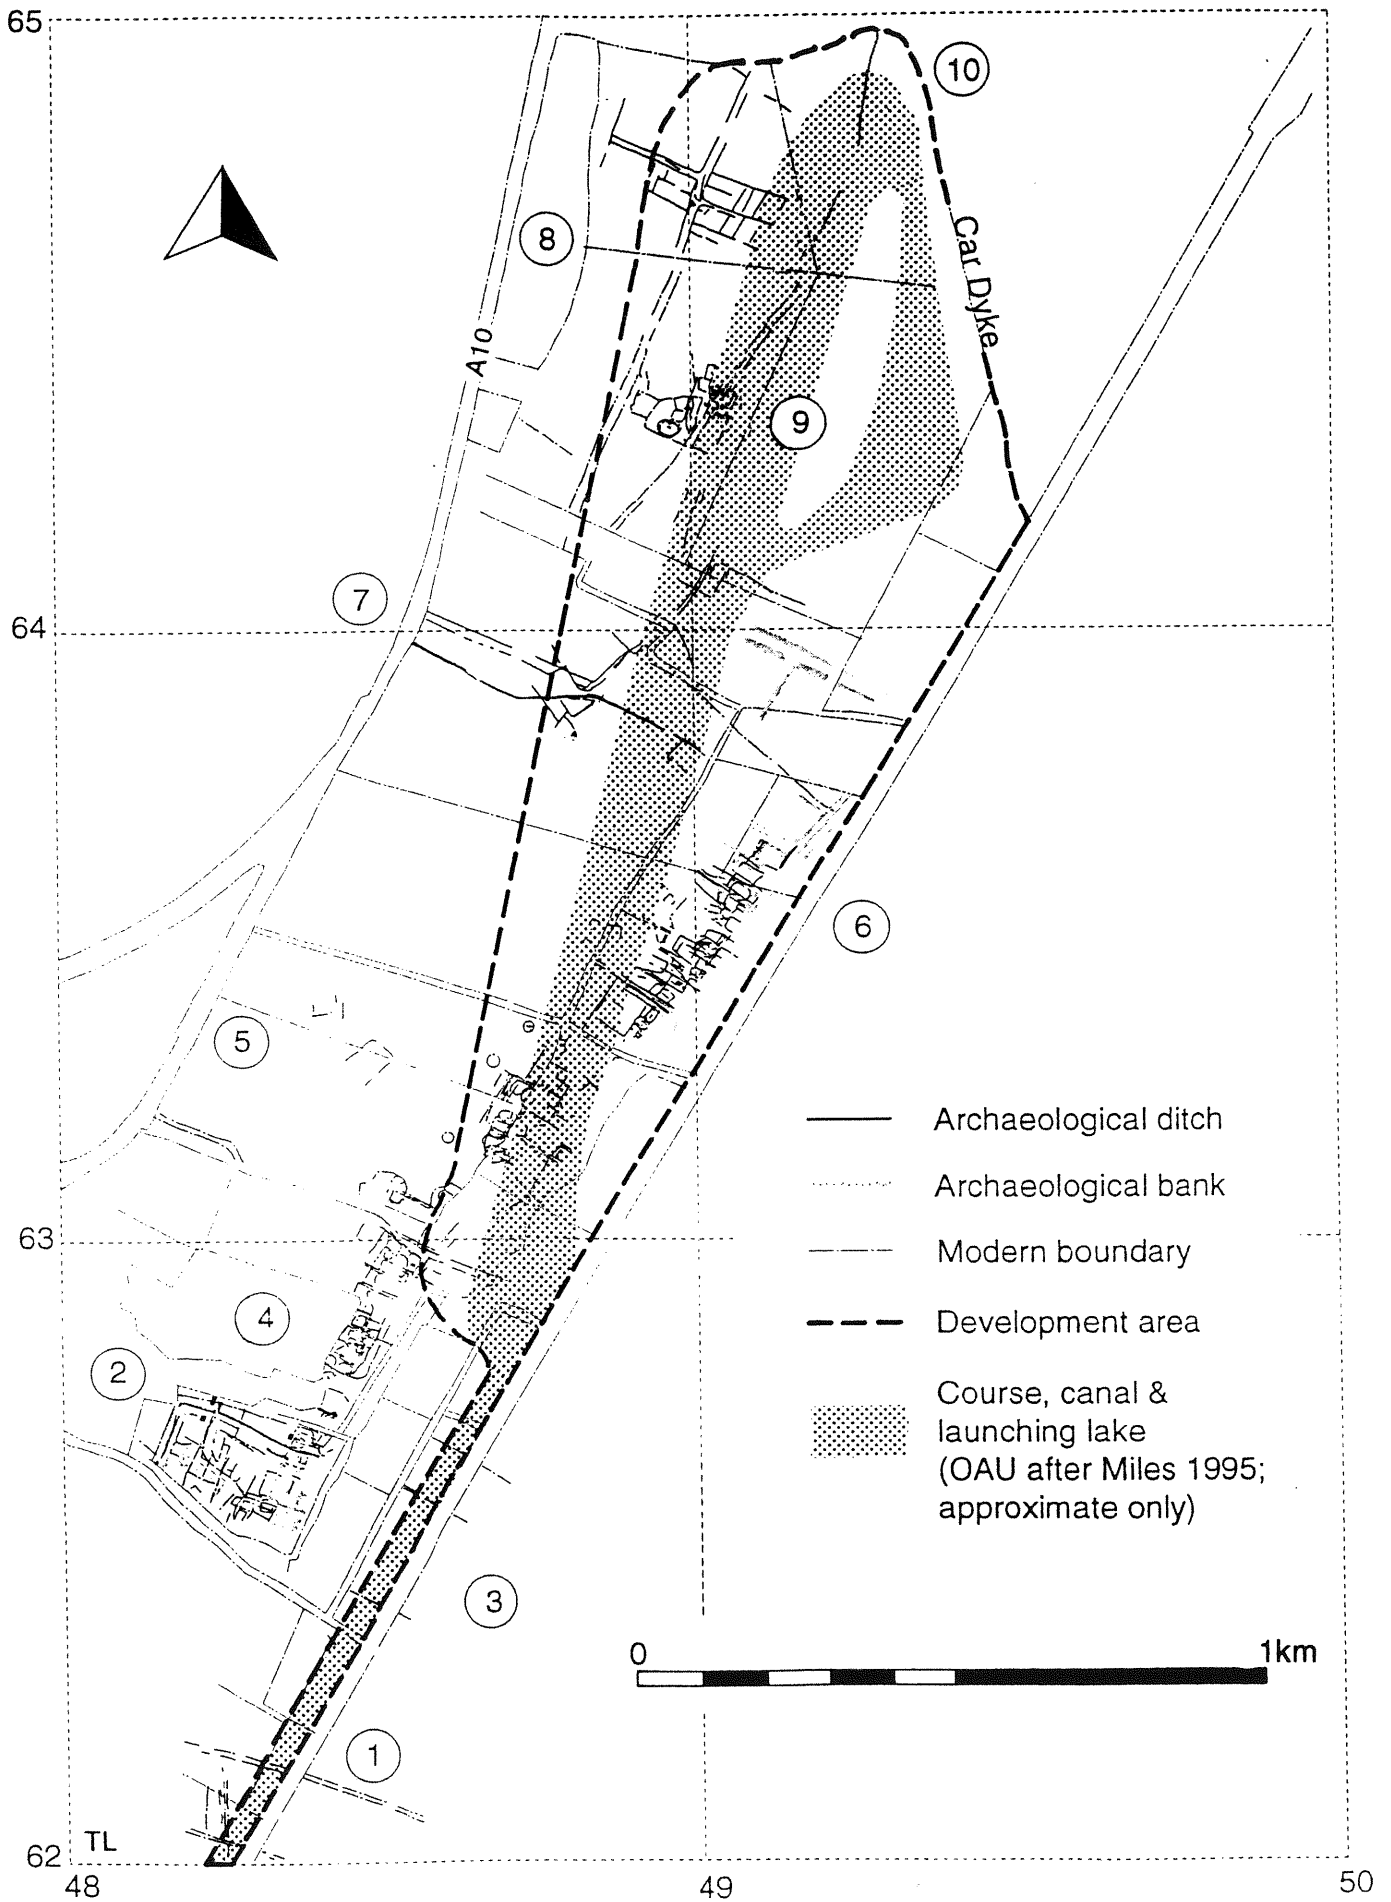 65
10
8
Car Dyke
A10
9
7
64
6
5
Archaeological ditch
Archaeological bank
63
Modern boundary
4
Development area
2
Course, canal &
launching lake
(OAU after Miles 1995;
approximate only)
3
0 1km
1
62 TL
48 49 50